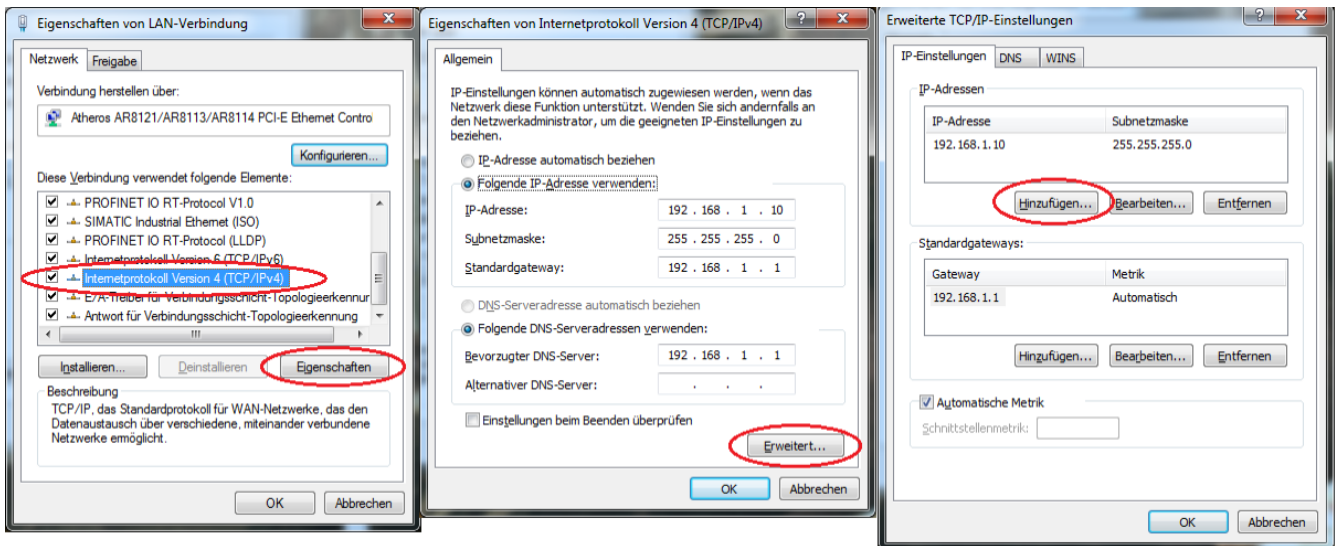 Eigenschaften von LAN-Verbindung
Netzwerk
Freigabe
Verbindung herstellen über:
Atheros AR8121/AR8113/AR8114 PCI-E Ethernet Contro
Konfigurieren...
Diese Verbindung verwendet folgende Elemente:
PROFINET IO RT-Protocol V1.0
SIMATIC Industrial Ethernet (ISO)
PROFINET IO RT-Protocol (LLDP)
Internetprotokoll Version 6 (TCP/IPv6)
Internetprotokoll Version 4 (TCP/IPv4)
E/A-Treiber für Verbindungsschicht-Topologieerkennur
Antwort für Verbindungsschicht-Topologieerkennung
Installieren...
Deinstallieren
Eigenschaften
Beschreibung
TCP/IP, das Standardprotokoll für WAN-Netzwerke, das den
Datenaustausch über verschiedene, miteinander verbundene
Netzwerke ermöglicht.
OK
Abbrechen
Eigenschaften von Internetprotokoll Version 4 (TCP/IPv4)
Allgemein
IP-Einstellungen können automatisch zugewiesen werden, wenn das
Netzwerk diese Funktion unterstützt. Wenden Sie sich andernfalls an
den Netzwerkadministrator, um die geeigneten IP-Einstellungen zu
beziehen.
IP-Adresse automatisch beziehen
Folgende IP-Adresse verwenden:
IP-Adresse: 192 . 168 . 1 . 10
Subnetzmaske: 255 . 255 . 255 . 0
Standardgateway: 192 . 168 . 1 . 1
DNS-Serveradresse automatisch beziehen
Folgende DNS-Serveradressen verwenden:
Bevorzugter DNS-Server: 192 . 168 . 1 . 1
Alternativer DNS-Server: . . .
Einstellungen beim Beenden überprüfen
Erweitert...
OK
Abbrechen
Erweiterte TCP/IP-Einstellungen
IP-Einstellungen
DNS
WINS
IP-Adressen
IP-Adresse Subnetzmaske
192.168.1.10 255.255.255.0
Hinzufügen...
Bearbeiten...
Entfernen
Standardgateways:
Gateway Metrik
192.168.1.1 Automatisch
Hinzufügen...
Bearbeiten...
Entfernen
Automatische Metrik
Schnittstellenmetrik:
OK
Abbrechen